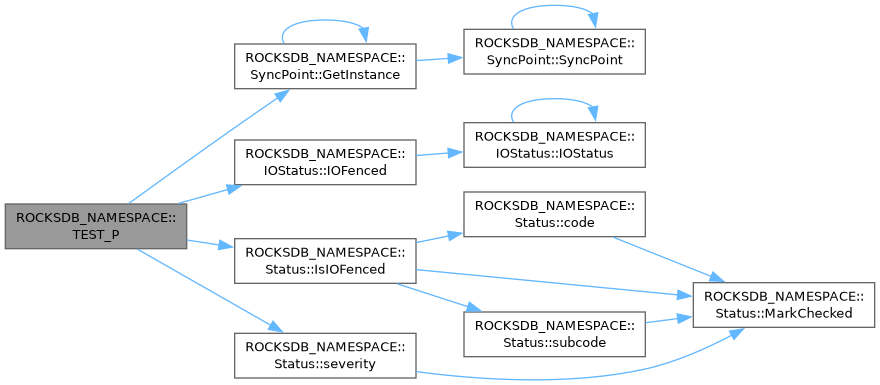 ROCKSDB_NAMESPACE::
TEST_P
ROCKSDB_NAMESPACE::
SyncPoint::GetInstance
ROCKSDB_NAMESPACE::
SyncPoint::SyncPoint
ROCKSDB_NAMESPACE::
IOStatus::IOFenced
ROCKSDB_NAMESPACE::
IOStatus::IOStatus
ROCKSDB_NAMESPACE::
Status::IsIOFenced
ROCKSDB_NAMESPACE::
Status::code
ROCKSDB_NAMESPACE::
Status::subcode
ROCKSDB_NAMESPACE::
Status::MarkChecked
ROCKSDB_NAMESPACE::
Status::severity